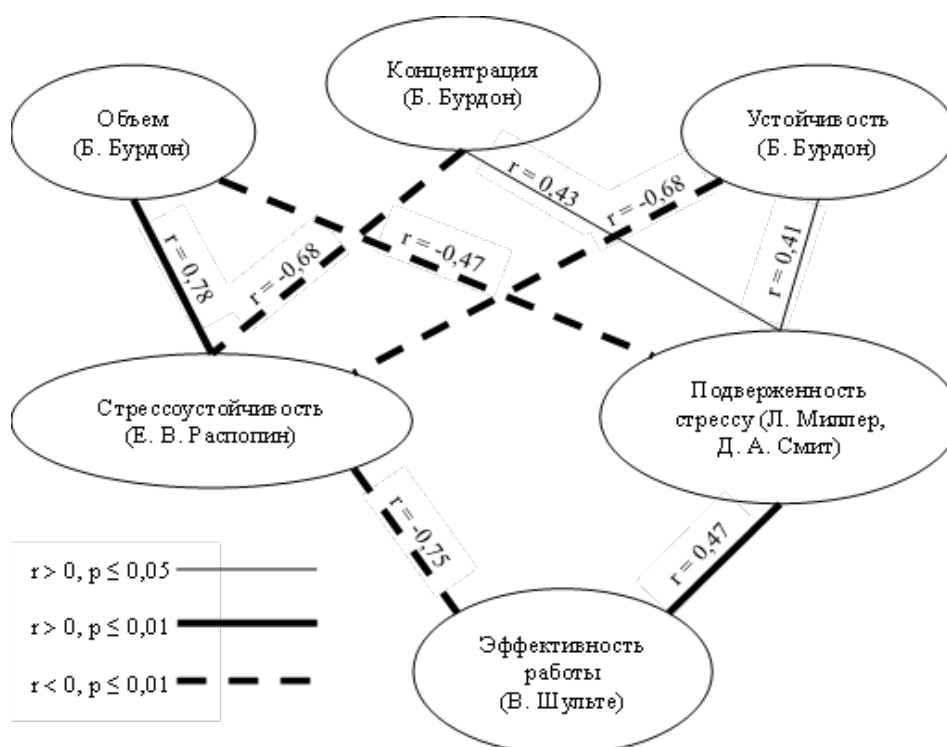 Концентрация
(Б. Бурдон)
Объем
(Б. Бурдон)
Устойчивость
(Б. Бурдон)
r = 0,43
r = -0,68
r = -0,47
r = 0,78
r = -0,68
r = 0,41
Стрессоустойчивость
(Е. В. Распопин)
Подверженность
стрессу (Л. Миллер,
Д. А. Смит)
r = -0,75
r = 0,47
r > 0, p ≤ 0,05
r > 0, p ≤ 0,01
r < 0, p ≤ 0,01
Эффективность
работы
(В. Шульте)